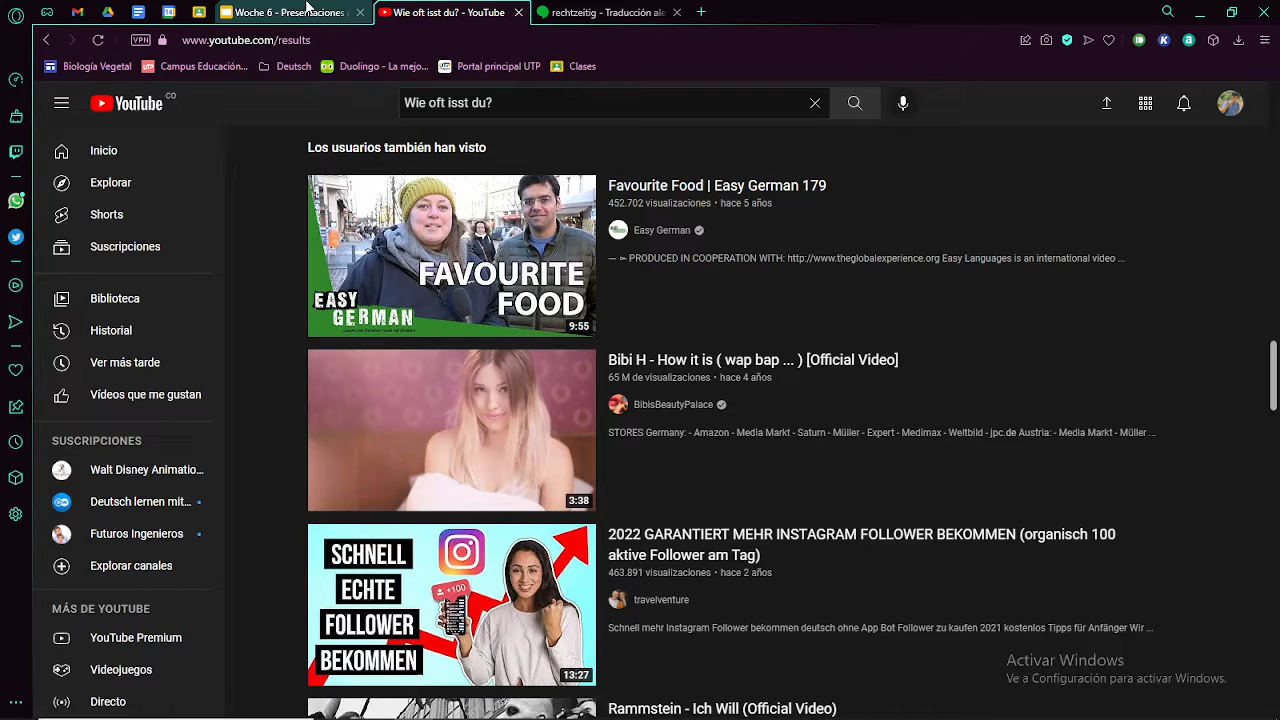 Woche 6 - Presentaciones
Wie oft isst du? - YouTube
rechtzeitig - Traducción ale
VPN
www.youtube.com/results
Biología Vegetal
Campus Educación...
Deutsch
Duolingo - La mejo...
Portal principal UTP
Clases
YouTube CO
Wie oft isst du?
Inicio
Explorar
Shorts
Suscripciones
Biblioteca
Historial
Ver más tarde
Vídeos que me gustan
SUSCRIPCIONES
Walt Disney Animatio...
Deutsch lernen mit...
Futuros Ingenieros
Explorar canales
MÁS DE YOUTUBE
YouTube Premium
Videojuegos
Directo
Los usuarios también han visto
FAVOURITE
FOOD
EASY
GERMAN
9:55
Favourite Food | Easy German 179
452.702 visualizaciones • hace 5 años
Easy German
PRODUCED IN COOPERATION WITH: http://www.theglobalexperience.org Easy Languages is an international video ...
3:38
Bibi H - How it is ( wap bap ... ) [Official Video]
65 M de visualizaciones • hace 4 años
BibisBeautyPalace
STORES Germany: - Amazon - Media Markt - Saturn - Müller - Expert - Medimax - Weltbild - jpc.de Austria: - Media Markt - Müller ...
SCHNELL
ECHTE
FOLLOWER
BEKOMMEN
+100
13:27
2022 GARANTIERT MEHR INSTAGRAM FOLLOWER BEKOMMEN (organisch 100
aktive Follower am Tag)
463.891 visualizaciones • hace 2 años
travelventure
Schnell mehr Instagram Follower bekommen deutsch ohne App Bot Follower zu kaufen 2021 kostenlos Tipps für Anfänger Wir ...
Rammstein - Ich Will (Official Video)
Activar Windows
Ve a Configuración para activar Windows.